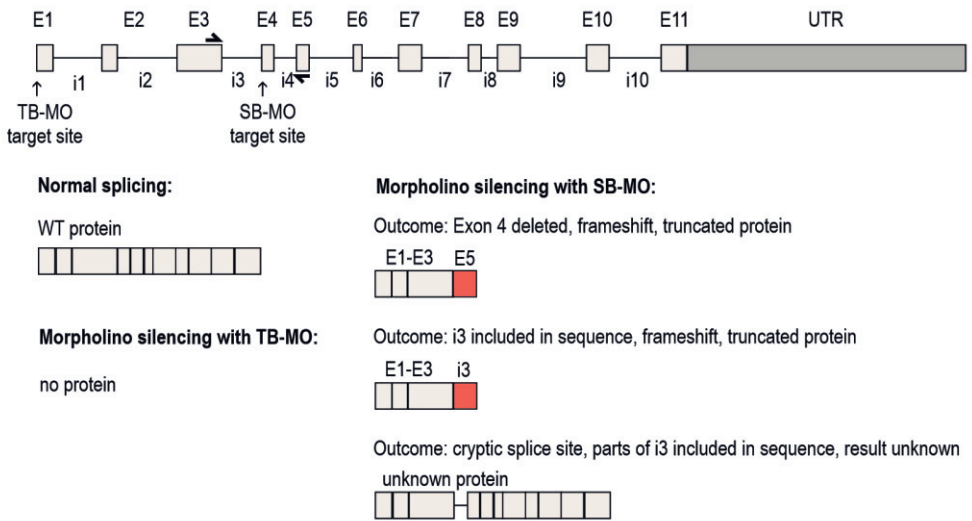 E1 E2 E3 E4 E5 E6 E7 E8 E9 E10 E11 UTR
i1 i2 i3 i4 i5 i6 i7 i8 i9 i10
TB-MO
target site
SB-MO
target site
Normal splicing:
WT protein
Morpholino silencing with TB-MO:
no protein
Morpholino silencing with SB-MO:
Outcome: Exon 4 deleted, frameshift, truncated protein
E1-E3 E5
Outcome: i3 included in sequence, frameshift, truncated protein
E1-E3 i3
Outcome: cryptic splice site, parts of i3 included in sequence, result unknown
unknown protein